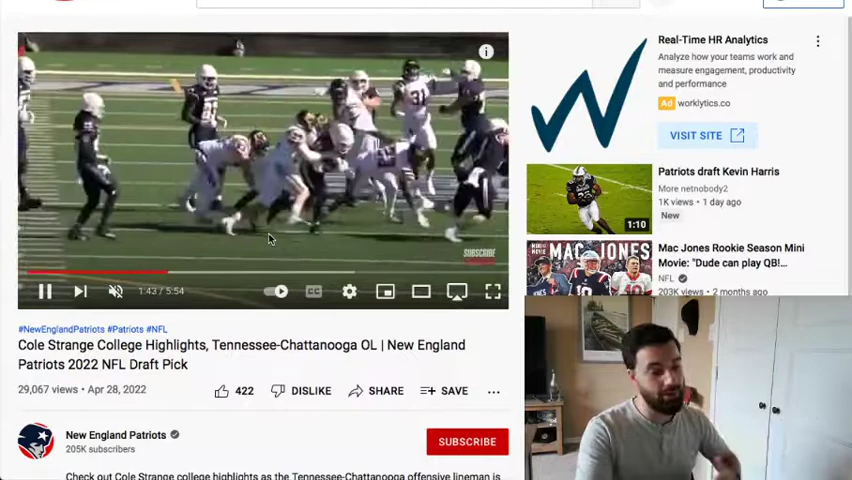 31
SUBSCRIBE
1:43 / 5:54
CC
#NewEnglandPatriots #Patriots #NFL
Cole Strange College Highlights, Tennessee-Chattanooga OL | New England
Patriots 2022 NFL Draft Pick
29,067 views • Apr 28, 2022
422
DISLIKE
SHARE
SAVE
New England Patriots
205K subscribers
SUBSCRIBE
Check out Cole Strange college highlights as the Tennessee-Chattanooga offensive lineman is
Real-Time HR Analytics
Analyze how your teams work and
measure engagement, productivity
and performance
Ad worklytics.co
VISIT SITE
Patriots draft Kevin Harris
More netnobody2
1K views • 1 day ago
New
1:10
MAC JONES
Mac Jones Rookie Season Mini
Movie: "Dude can play QB!...
NFL
203K views • 2 months ago